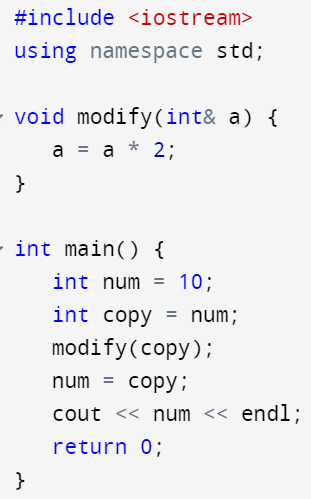 #include <iostream>
using namespace std;

void modify(int& a) {
   a = a * 2;
}

int main() {
   int num = 10;
   int copy = num;
   modify(copy);
   num = copy;
   cout << num << endl;
   return 0;
}